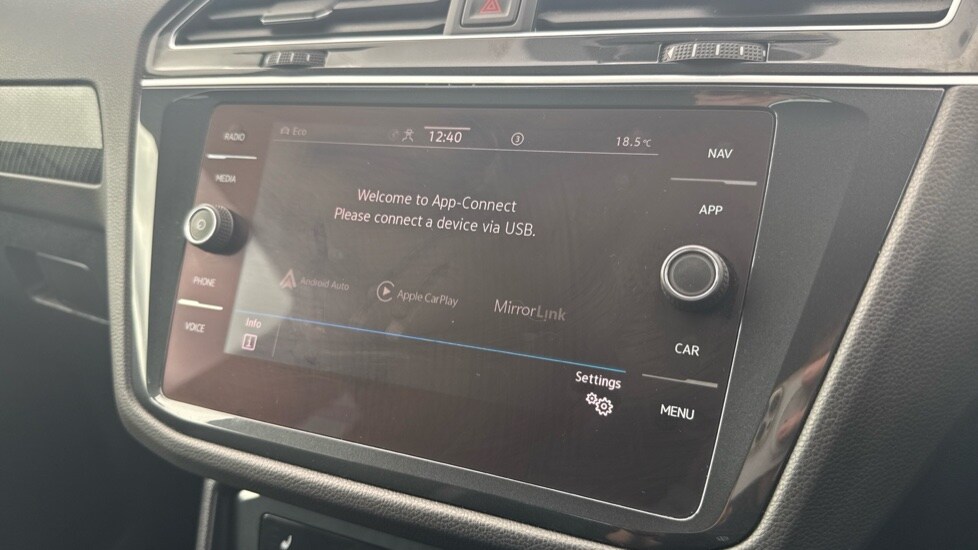 RADIO
MEDIA
PHONE
VOICE
Eco
12:40
3
18.5°C
Welcome to App-Connect
Please connect a device via USB.
Android Auto
Apple CarPlay
MirrorLink
Info
Settings
NAV
APP
CAR
MENU